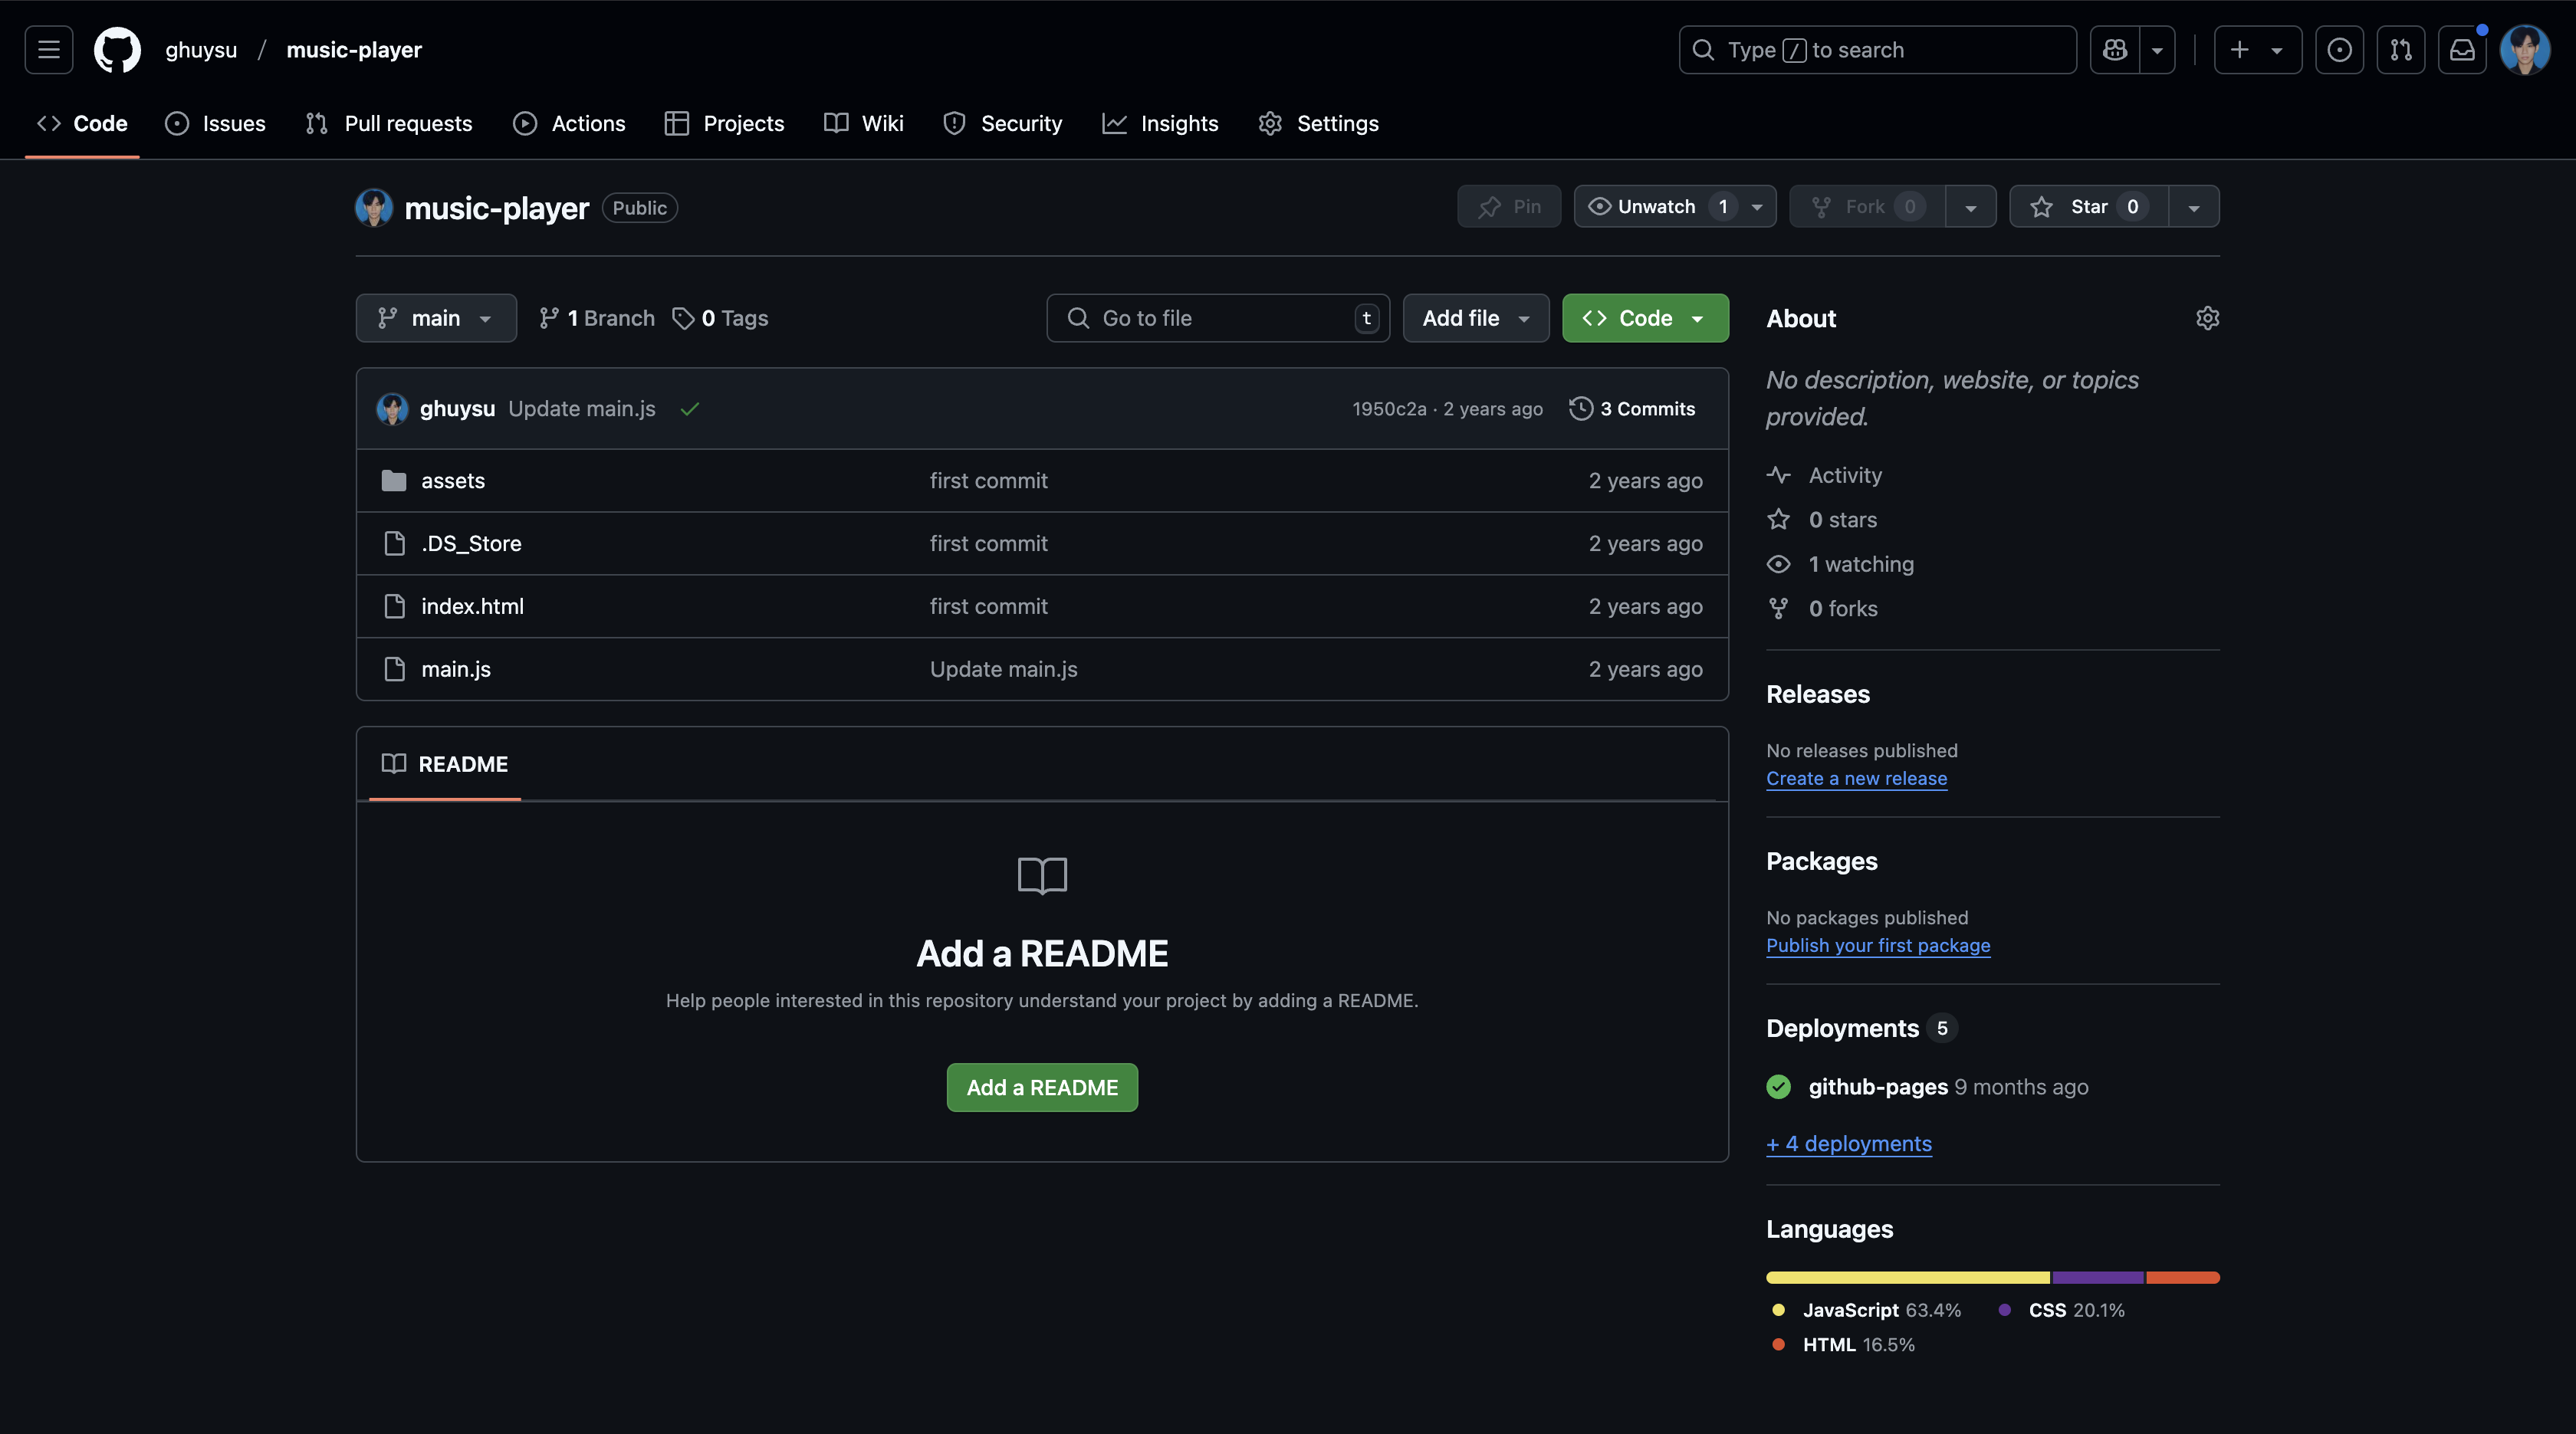 ghuysu / music-player
Type / to search
Code Issues Pull requests Actions Projects Wiki Security Insights Settings
music-player Public
Pin
Unwatch 1
Fork 0
Star 0
main
1 Branch
0 Tags
Go to file t
Add file
Code
ghuysu Update main.js
1950c2a · 2 years ago
3 Commits
assets first commit 2 years ago
.DS_Store first commit 2 years ago
index.html first commit 2 years ago
main.js Update main.js 2 years ago
README
Add a README
Help people interested in this repository understand your project by adding a README.
Add a README
About
No description, website, or topics
provided.
Activity
0 stars
1 watching
0 forks
Releases
No releases published
Create a new release
Packages
No packages published
Publish your first package
Deployments 5
github-pages 9 months ago
+ 4 deployments
Languages
JavaScript 63.4% CSS 20.1%
HTML 16.5%